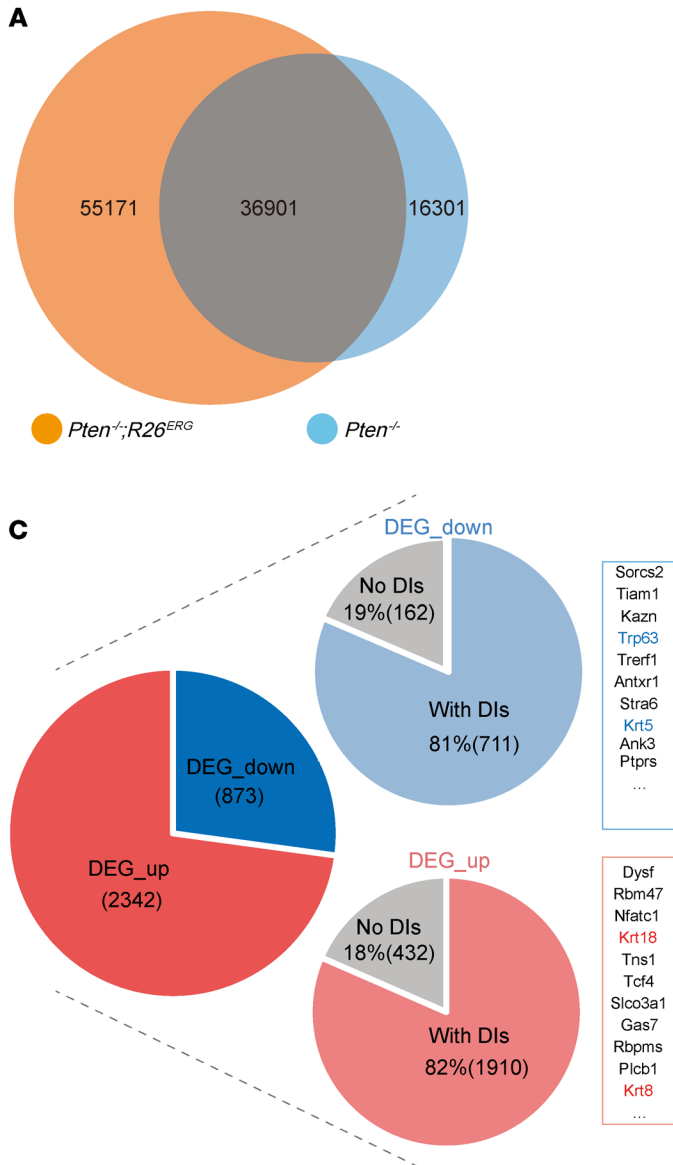 A
55171
36901
16301
Pten-/-;R26ERG
Pten-/-
C
DEG_down
No DIs
19%(162)
With DIs
81%(711)
Sorcs2
Tiam1
Kazn
Trp63
Trerf1
Antxr1
Stra6
Krt5
Ank3
Ptprs
...
DEG_down
(873)
DEG_up
(2342)
DEG_up
No DIs
18%(432)
With DIs
82%(1910)
Dysf
Rbm47
Nfatc1
Krt18
Tns1
Tcf4
Slco3a1
Gas7
Rbpms
Plcb1
Krt8
...